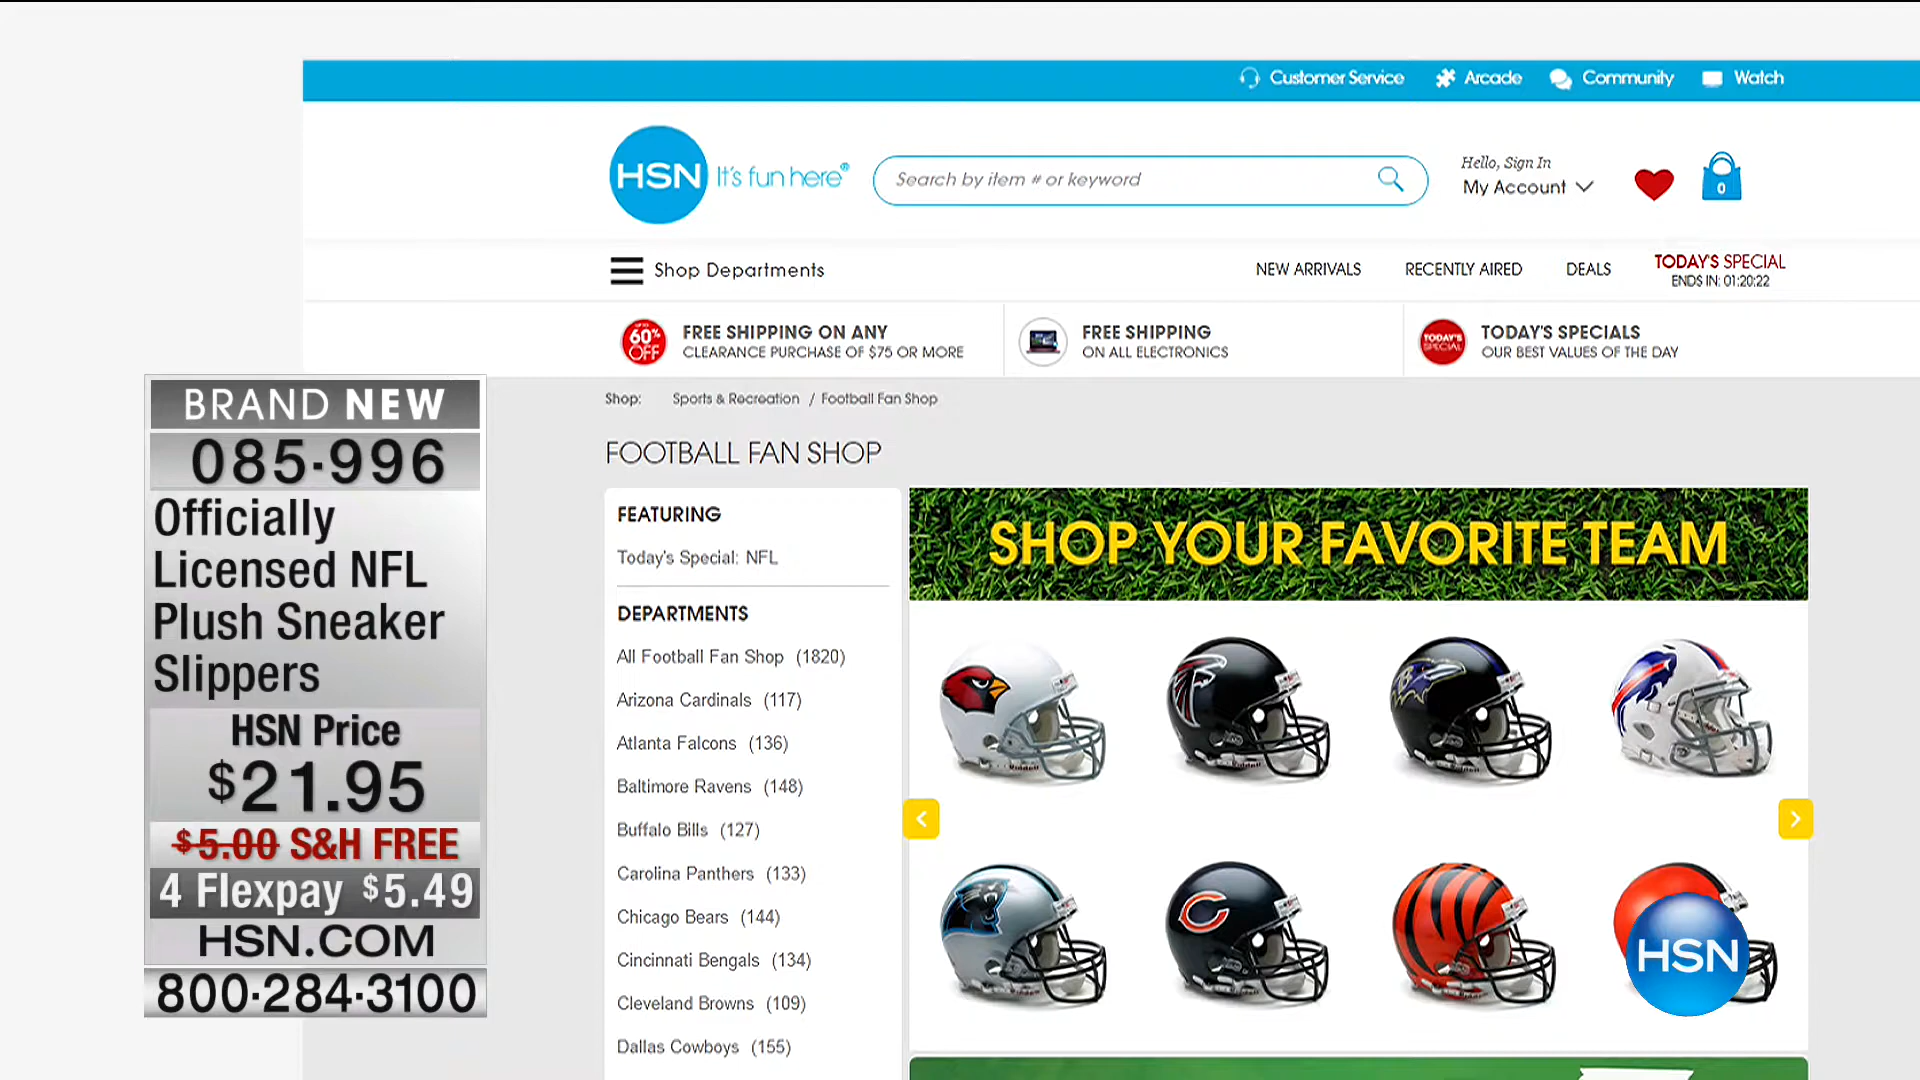 Customer Service
Arcade
Community
Watch
HSN It's fun here®
Search by item # or keyword
Hello, Sign In
My Account
0
Shop Departments
NEW ARRIVALS
RECENTLY AIRED
DEALS
TODAY'S SPECIAL
ENDS IN: 01:20:22
UP TO
60%
OFF
FREE SHIPPING ON ANY
CLEARANCE PURCHASE OF $75 OR MORE
FREE SHIPPING
ON ALL ELECTRONICS
TODAY'S
SPECIAL
TODAY'S SPECIALS
OUR BEST VALUES OF THE DAY
BRAND NEW
085·996
Officially
Licensed NFL
Plush Sneaker
Slippers
HSN Price
$21.95
$5.00 S&H FREE
4 Flexpay $5.49
HSN.COM
800·284·3100
Shop: Sports & Recreation / Football Fan Shop
FOOTBALL FAN SHOP
FEATURING
Today's Special: NFL
DEPARTMENTS
All Football Fan Shop (1820)
Arizona Cardinals (117)
Atlanta Falcons (136)
Baltimore Ravens (148)
Buffalo Bills (127)
Carolina Panthers (133)
Chicago Bears (144)
Cincinnati Bengals (134)
Cleveland Browns (109)
Dallas Cowboys (155)
SHOP YOUR FAVORITE TEAM
HSN